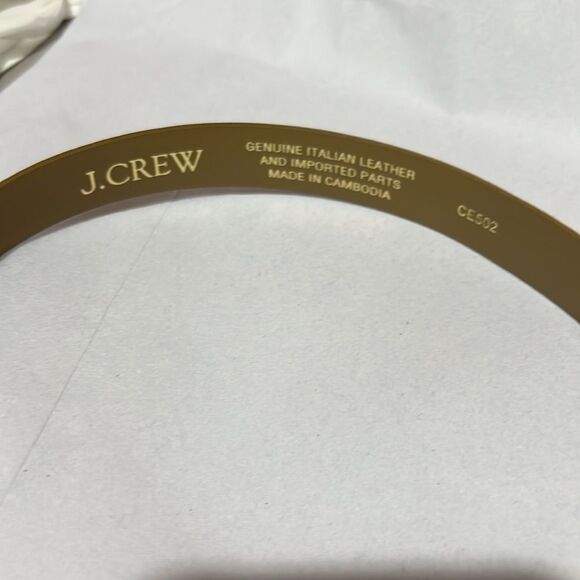 J.CREW
GENUINE ITALIAN LEATHER
AND IMPORTED PARTS
MADE IN CAMBODIA
CE502